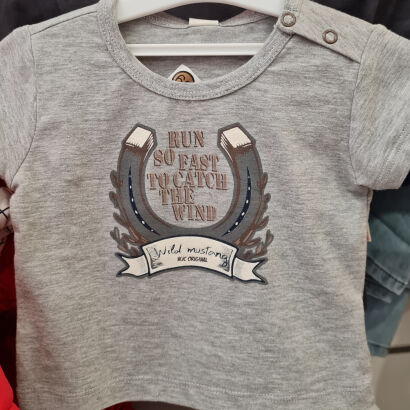 RUN
SO FAST
TO CATCH
THE
WIND
Wild mustang
ORIGINAL